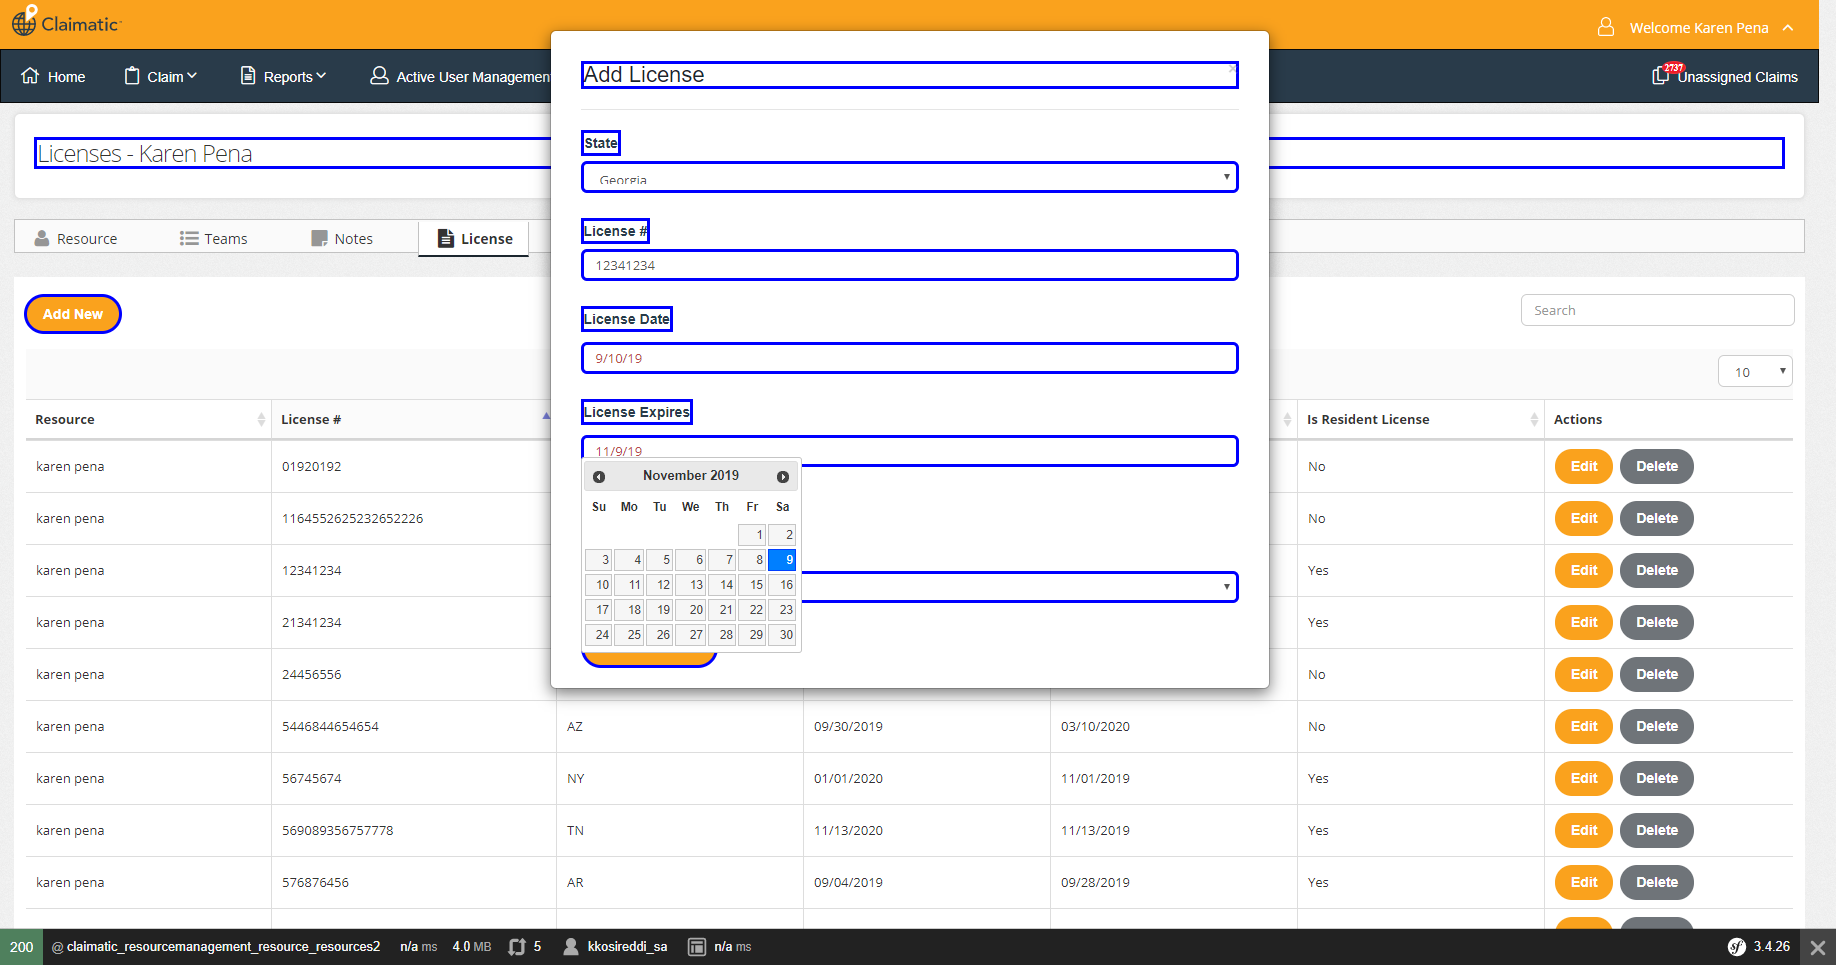 Claimatic
Welcome Karen Pena
Home
Claim
Reports
Active User Managemen
2737
Unassigned Claims
Licenses - Karen Pena
Resource
Teams
Notes
License
Add New
Search
10
Resource
License #
Is Resident License
Actions
karen pena 01920192 No Edit Delete
karen pena 1164552625232652226 No Edit Delete
karen pena 12341234 Yes Edit Delete
karen pena 21341234 Yes Edit Delete
karen pena 24456556 No Edit Delete
karen pena 5446844654654 AZ 09/30/2019 03/10/2020 No Edit Delete
karen pena 56745674 NY 01/01/2020 11/01/2019 Yes Edit Delete
karen pena 569089356757778 TN 11/13/2020 11/13/2019 Yes Edit Delete
karen pena 576876456 AR 09/04/2019 09/28/2019 Yes Edit Delete
Add License
×
State
Georgia
License #
12341234
License Date
9/10/19
License Expires
11/9/19
November 2019
Su Mo Tu We Th Fr Sa
1 2
3 4 5 6 7 8 9
10 11 12 13 14 15 16
17 18 19 20 21 22 23
24 25 26 27 28 29 30
200 @ claimatic_resourcemanagement_resource_resources2 n/a ms 4.0 MB 5 kkosireddi_sa n/a ms sf 3.4.26